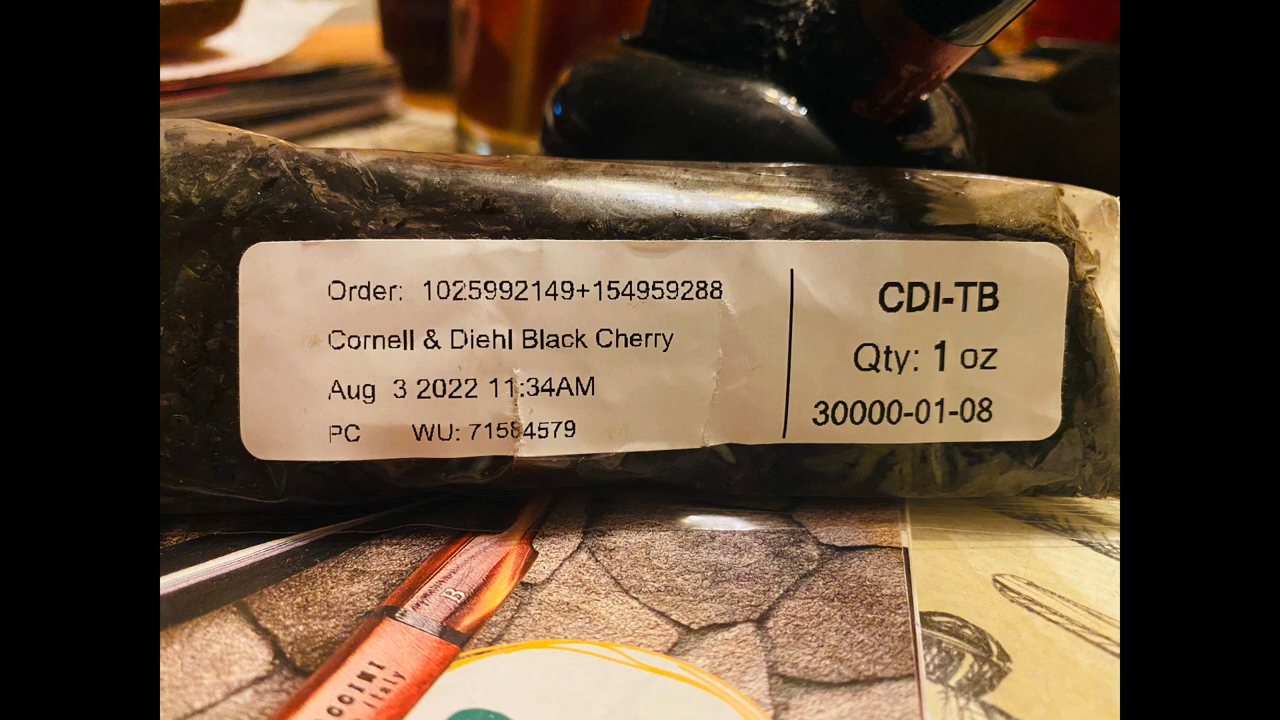 Order: 1025992149+154959288
Cornell & Diehl Black Cherry
Aug 3 2022 11:34AM
PC WU: 71584579
CDI-TB
Qty: 1 oz
30000-01-08
B